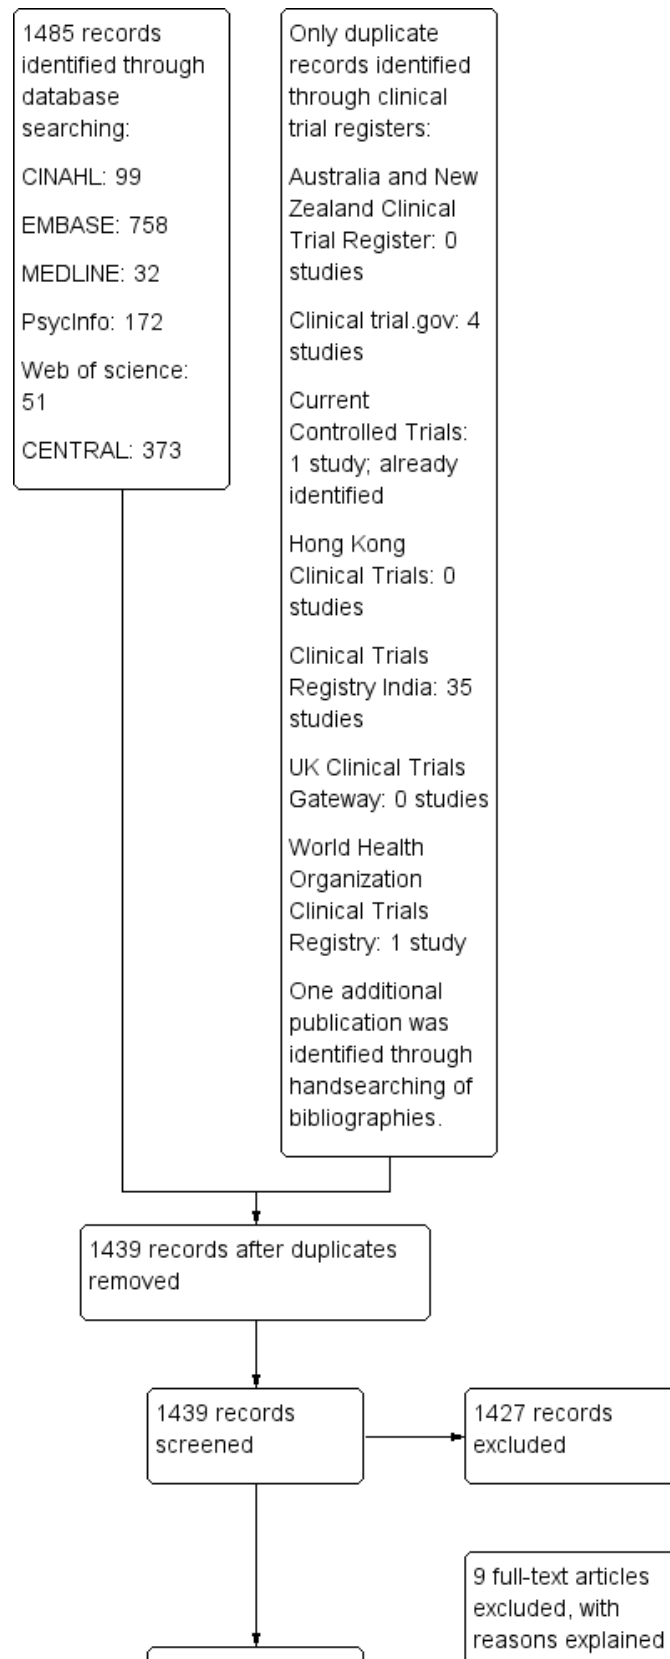 1485 records
identified through
database
searching:
CINAHL: 99
EMBASE: 758
MEDLINE: 32
PsycInfo: 172
Web of science:
51
CENTRAL: 373
Only duplicate
records identified
through clinical
trial registers:
Australia and New
Zealand Clinical
Trial Register: 0
studies
Clinical trial.gov: 4
studies
Current
Controlled Trials:
1 study; already
identified
Hong Kong
Clinical Trials: 0
studies
Clinical Trials
Registry India: 35
studies
UK Clinical Trials
Gateway: 0 studies
World Health
Organization
Clinical Trials
Registry: 1 study
One additional
publication was
identified through
handsearching of
bibliographies.
1439 records after duplicates
removed
1439 records
screened
1427 records
excluded
9 full-text articles
excluded, with
reasons explained